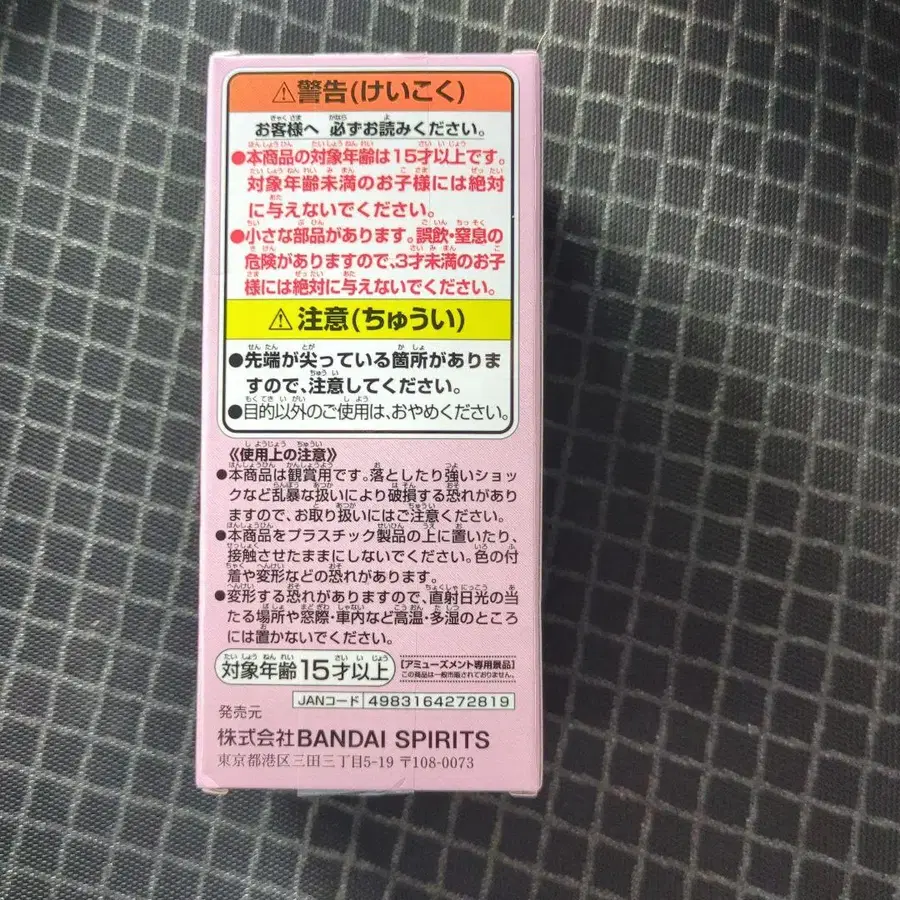 ⚠警告(けいこく)
お客様へ 必ずお読みください。
●本商品の対象年齢は15才以上です。
対象年齢未満のお子様には絶対
に与えないでください。
●小さな部品があります。誤飲・窒息の
危険がありますので、3才未満のお子
様には絶対に与えないでください。
⚠注意(ちゅうい)
●先端が尖っている箇所がありま
すので、注意してください。
●目的以外のご使用は、おやめください。
《使用上の注意》
●本商品は観賞用です。落としたり強いショッ
クなど乱暴な扱いにより破損する恐れがあり
ますので、お取り扱いにはご注意ください。
●本商品をプラスチック製品の上に置いたり、
接触させたままにしないでください。色の付
着や変形などの恐れがあります。
●変形する恐れがありますので、直射日光の当
たる場所や窓際・車内など高温・多湿のところ
には置かないでください。
対象年齢15才以上
[アミューズメント専用景品]
この商品は一般市販されておりません。
JANコード 4983164272819
発売元
株式会社BANDAI SPIRITS
東京都港区三田三丁目5-19 〒108-0073